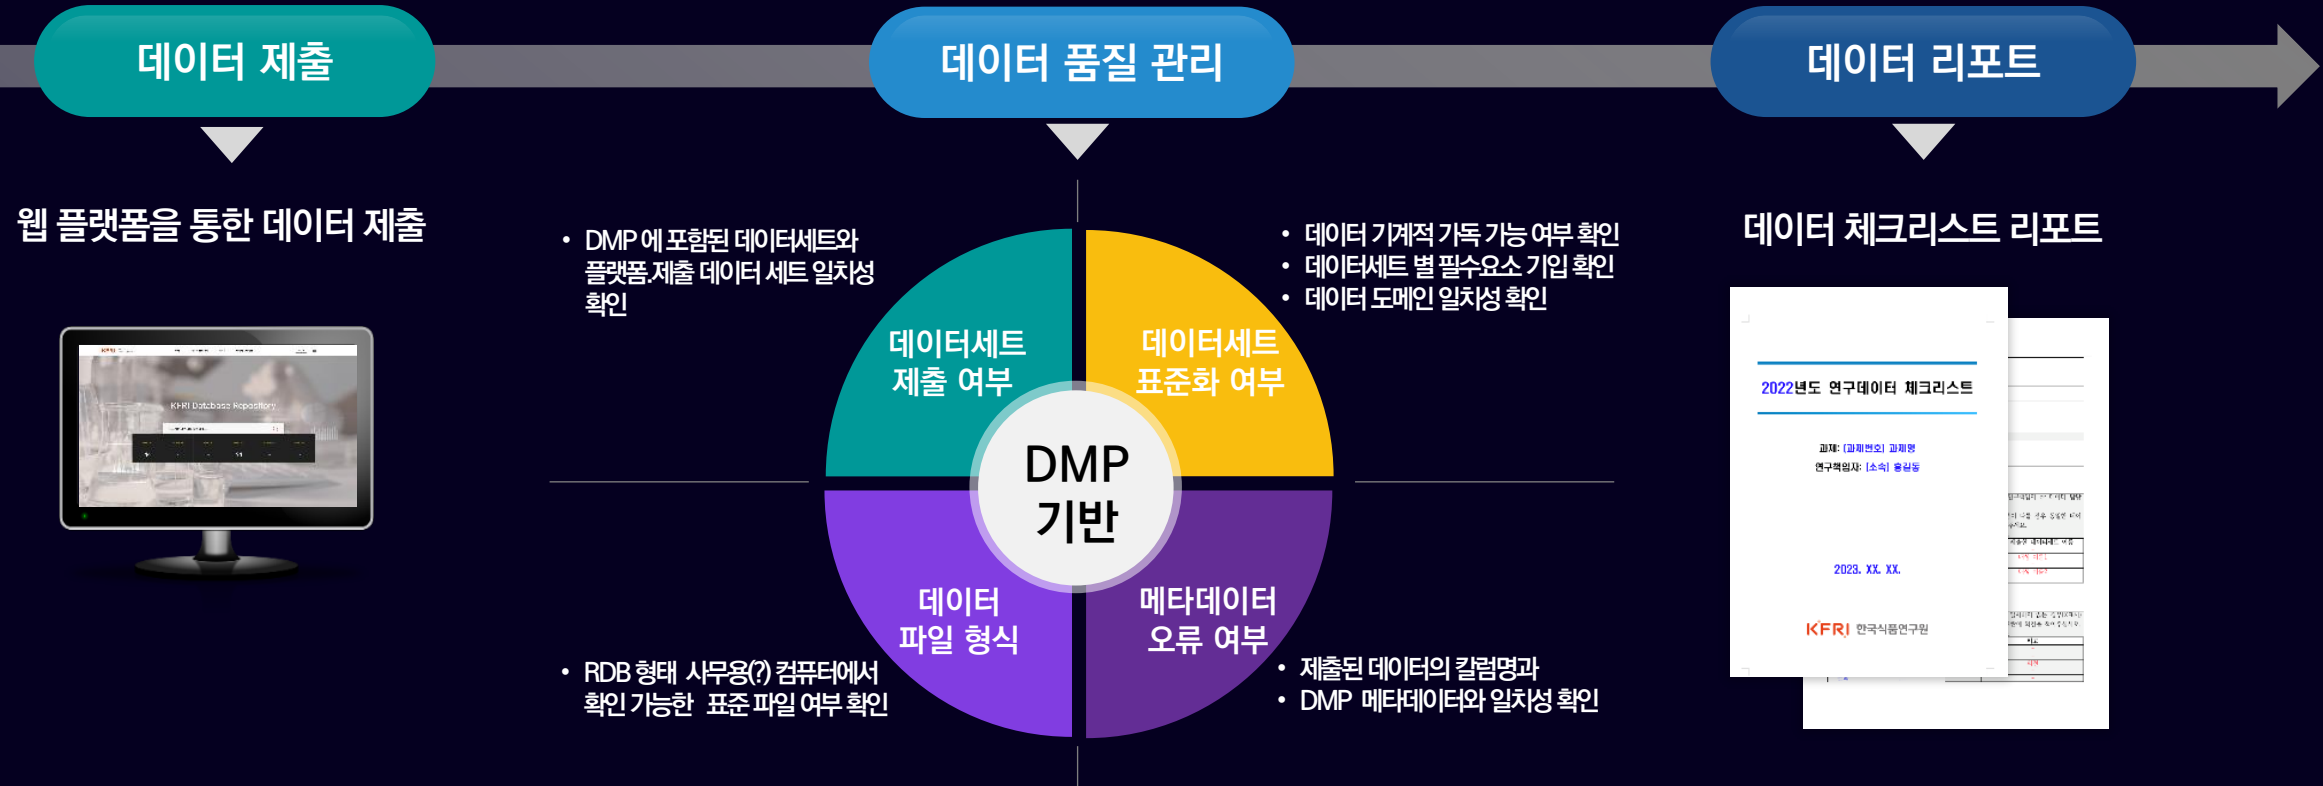 데이터 제출
데이터 품질 관리
데이터 리포트
웹 플랫폼을 통한 데이터 제출
KFRI
KFRI Database Repository
• DMP 에 포함된 데이터세트와
플랫폼.제출 데이터 세트 일치성
확인
• 데이터 기계적 가독 가능 여부 확인
• 데이터세트 별 필수요소 기입 확인
• 데이터 도메인 일치성 확인
데이터세트
제출 여부
데이터세트
표준화 여부
DMP
기반
데이터
파일 형식
메타데이터
오류 여부
• RDB 형태 사무용(?) 컴퓨터에서
확인 가능한 표준 파일 여부 확인
• 제출된 데이터의 칼럼명과
• DMP 메타데이터와 일치성 확인
데이터 체크리스트 리포트
2022년도 연구데이터 체크리스트
과제: [과제번호] 과제명
연구책임자: [소속] 홍길동
2023. XX. XX.
KFRI 한국식품연구원